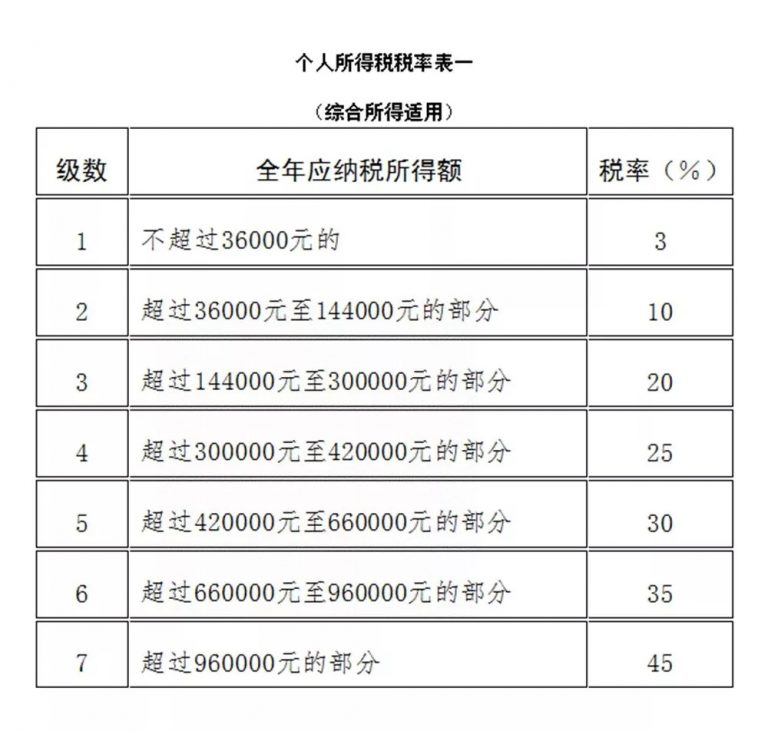 个人所得税税率表一
（综合所得适用）
级数 全年应纳税所得额 税率（%）
1 不超过36000元的 3
2 超过36000元至144000元的部分 10
3 超过144000元至300000元的部分 20
4 超过300000元至420000元的部分 25
5 超过420000元至660000元的部分 30
6 超过660000元至960000元的部分 35
7 超过960000元的部分 45